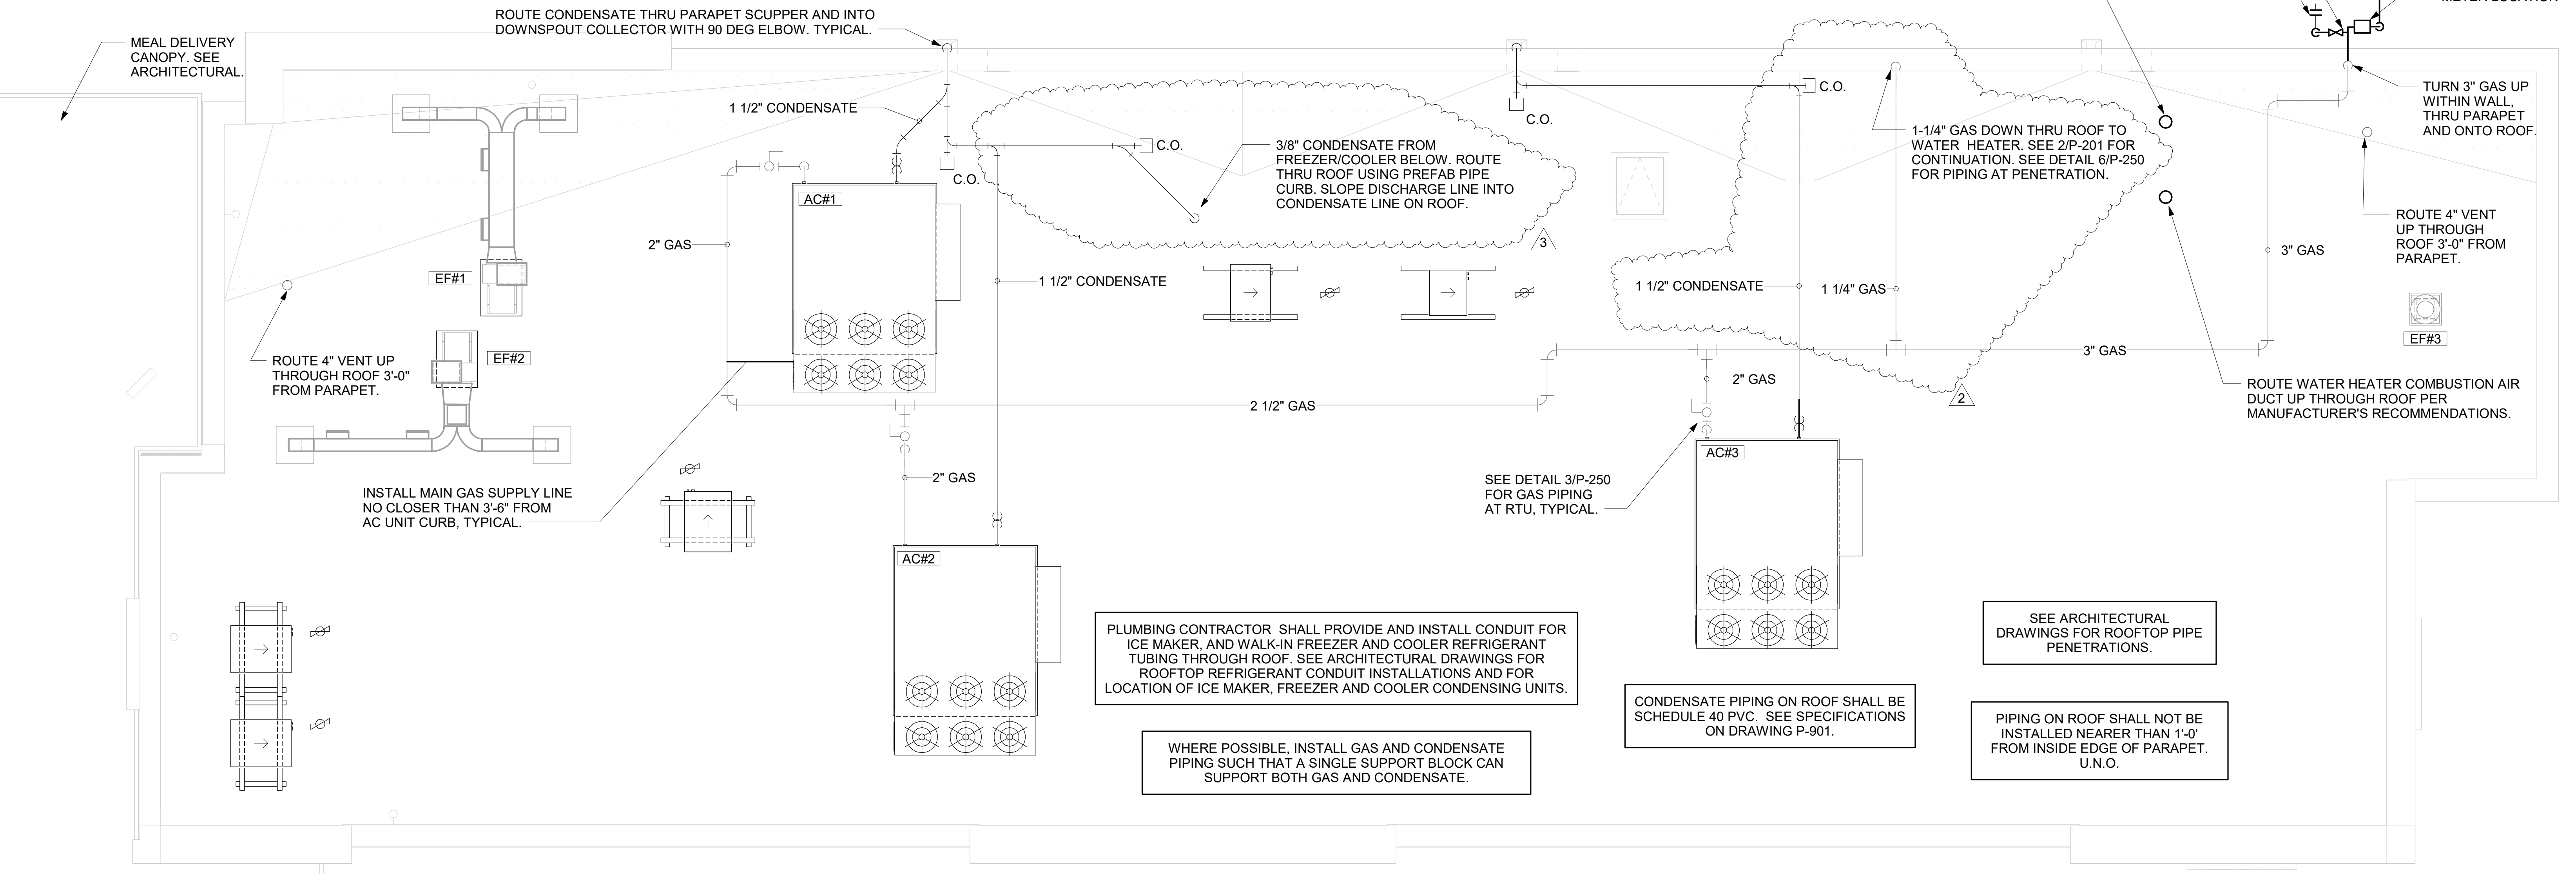 ROUTE CONDENSATE THRU PARAPET SCUPPER AND INTO
DOWNSPOUT COLLECTOR WITH 90 DEG ELBOW. TYPICAL.
MEAL DELIVERY
CANOPY. SEE
ARCHITECTURAL.
1 1/2" CONDENSATE
C.O.
C.O.
3/8" CONDENSATE FROM
FREEZER/COOLER BELOW. ROUTE
THRU ROOF USING PREFAB PIPE
CURB. SLOPE DISCHARGE LINE INTO
CONDENSATE LINE ON ROOF.
3
C.O.
C.O.
1-1/4" GAS DOWN THRU ROOF TO
WATER HEATER. SEE 2/P-201 FOR
CONTINUATION. SEE DETAIL 6/P-250
FOR PIPING AT PENETRATION.
TURN 3" GAS UP
WITHIN WALL,
THRU PARAPET
AND ONTO ROOF.
ROUTE 4" VENT
UP THROUGH
ROOF 3'-0" FROM
PARAPET.
AC#1
2" GAS
EF#1
1 1/2" CONDENSATE
1 1/2" CONDENSATE
1 1/4" GAS
3" GAS
EF#3
EF#2
ROUTE 4" VENT UP
THROUGH ROOF 3'-0"
FROM PARAPET.
3" GAS
2" GAS
2
2 1/2" GAS
ROUTE WATER HEATER COMBUSTION AIR
DUCT UP THROUGH ROOF PER
MANUFACTURER'S RECOMMENDATIONS.
INSTALL MAIN GAS SUPPLY LINE
NO CLOSER THAN 3'-6" FROM
AC UNIT CURB, TYPICAL.
2" GAS
SEE DETAIL 3/P-250
FOR GAS PIPING
AT RTU, TYPICAL.
AC#3
AC#2
PLUMBING CONTRACTOR SHALL PROVIDE AND INSTALL CONDUIT FOR
ICE MAKER, AND WALK-IN FREEZER AND COOLER REFRIGERANT
TUBING THROUGH ROOF. SEE ARCHITECTURAL DRAWINGS FOR
ROOFTOP REFRIGERANT CONDUIT INSTALLATIONS AND FOR
LOCATION OF ICE MAKER, FREEZER AND COOLER CONDENSING UNITS.
WHERE POSSIBLE, INSTALL GAS AND CONDENSATE
PIPING SUCH THAT A SINGLE SUPPORT BLOCK CAN
SUPPORT BOTH GAS AND CONDENSATE.
CONDENSATE PIPING ON ROOF SHALL BE
SCHEDULE 40 PVC. SEE SPECIFICATIONS
ON DRAWING P-901.
SEE ARCHITECTURAL
DRAWINGS FOR ROOFTOP PIPE
PENETRATIONS.
PIPING ON ROOF SHALL NOT BE
INSTALLED NEARER THAN 1'-0'
FROM INSIDE EDGE OF PARAPET.
U.N.O.